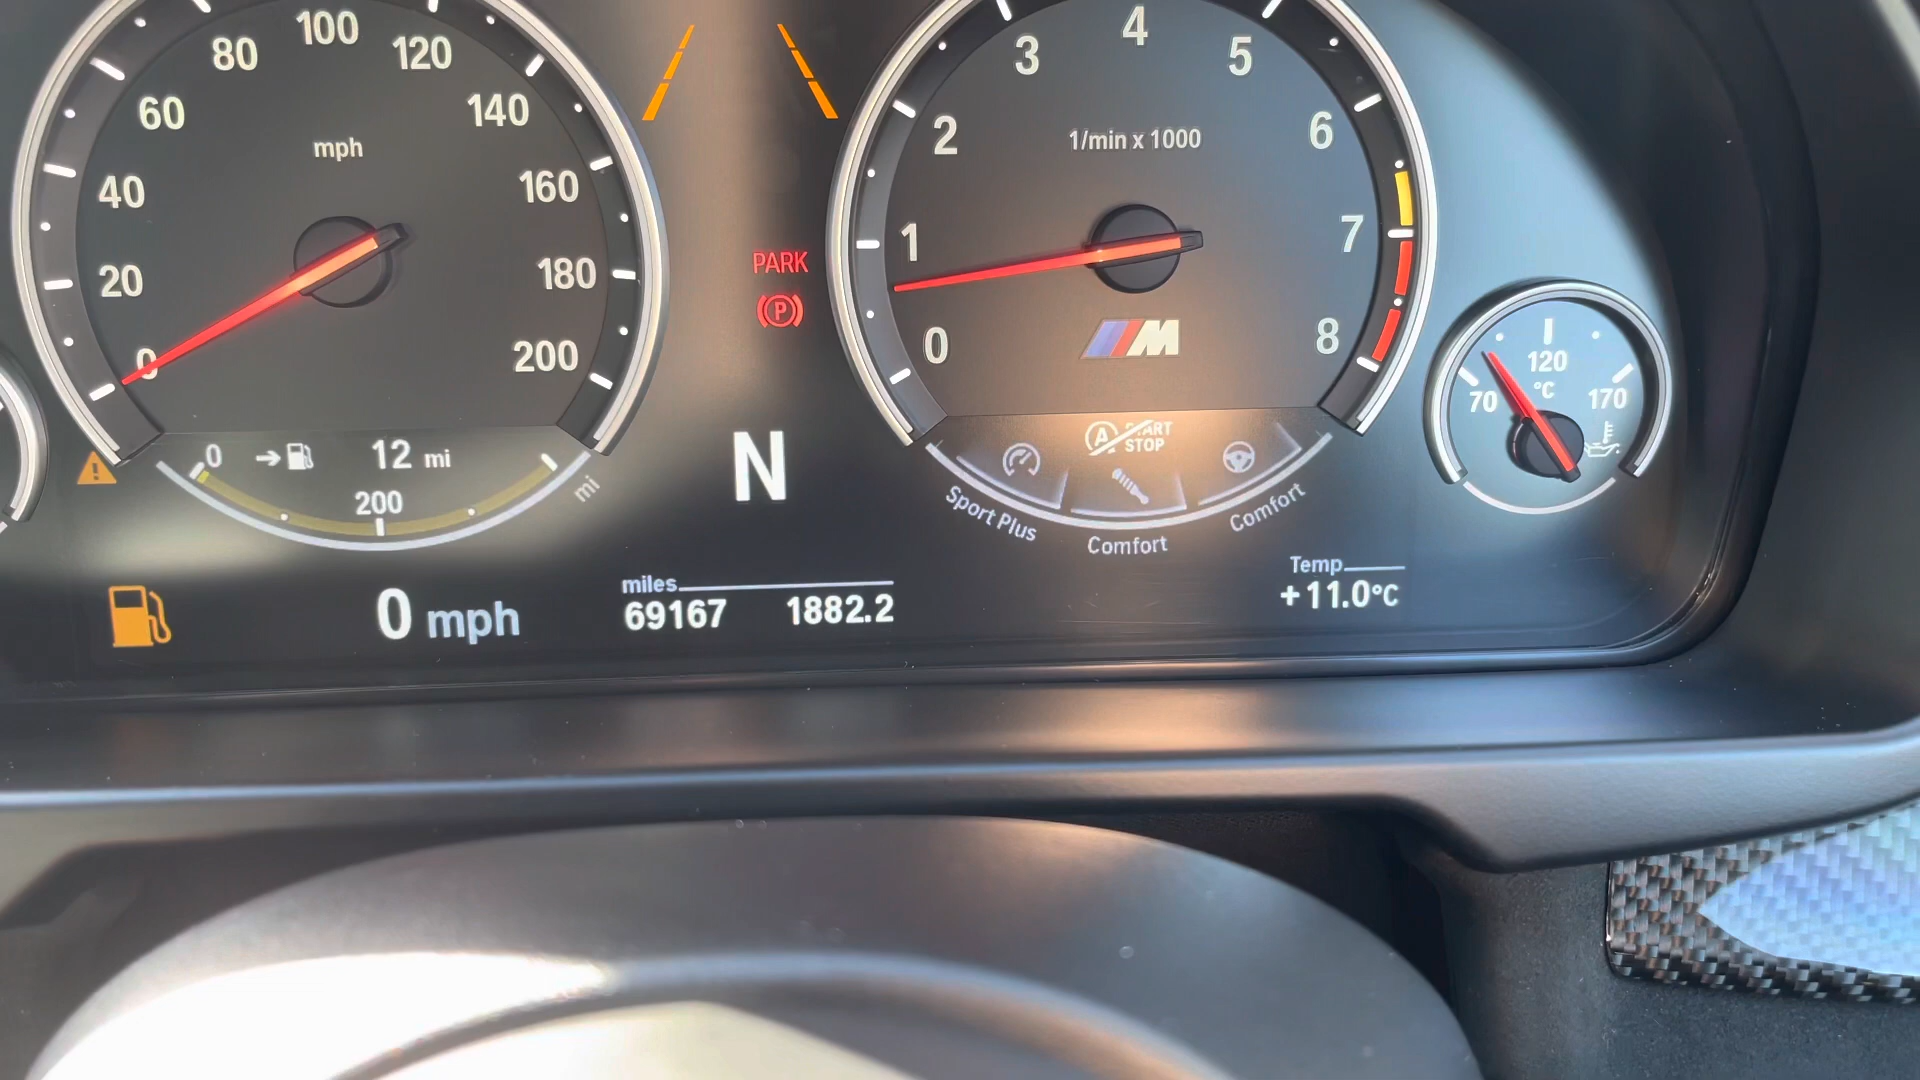 0
20
40
60
80
100
120
140
160
180
200
mph
0
12 mi
200
mi
0 mph
PARK
P
N
miles
69167 1882.2
0
1
2
3
4
5
6
7
8
1/min x 1000
M
A START
STOP
Sport Plus
Comfort
Comfort
70
120
170
°C
Temp
+11.0°C